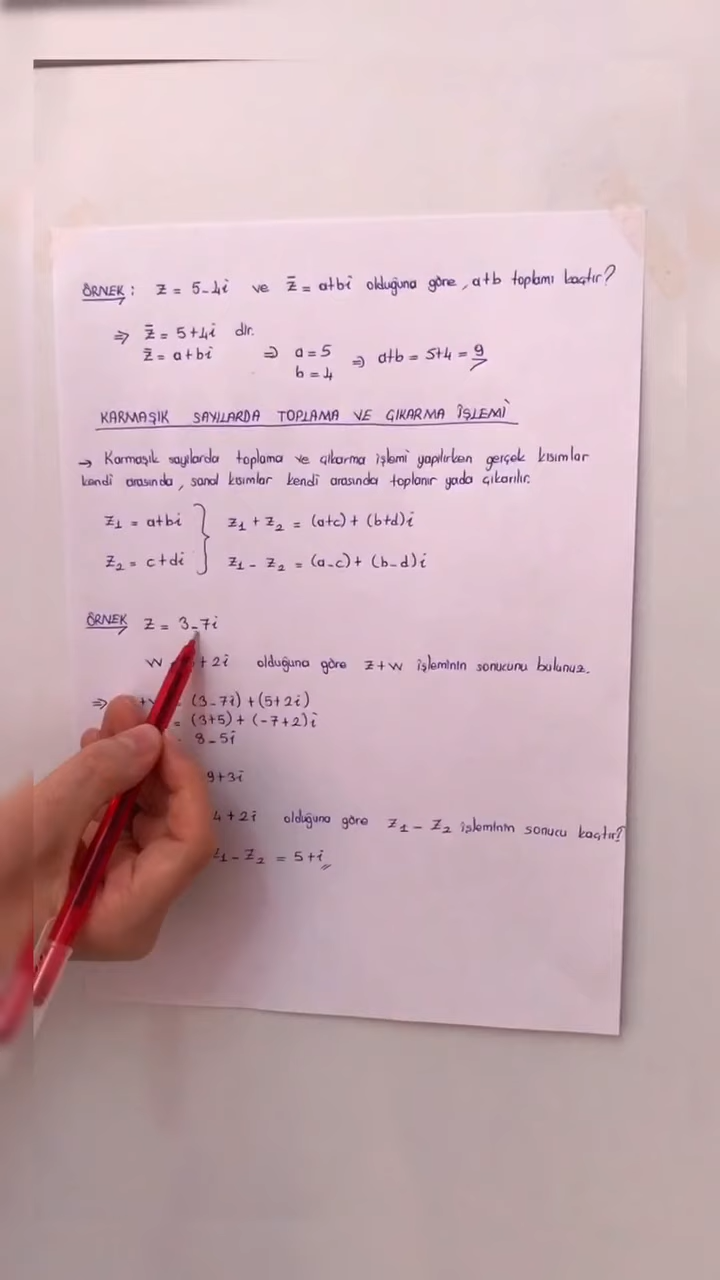 ÖRNEK: z = 5-4i ve z̄ = a+bi olduğuna göre, a+b toplamı kaçtır?
⇒ z̄ = 5+4i dir.
z̄ = a+bi ⇒ a = 5 ⇒ a+b = 5+4 = 9
b = 4
KARMAŞIK SAYILARDA TOPLAMA VE ÇIKARMA İŞLEMİ
→ Karmaşık sayılarda toplama ve çıkarma işlemi yapılırken gerçek kısımlar
kendi arasında, sanal kısımlar kendi arasında toplanır yada çıkarılır.
z₁ = a+bi } z₁ + z₂ = (a+c) + (b+d)i
z₂ = c+di z₁ - z₂ = (a-c) + (b-d)i
ÖRNEK z = 3-7i
w + 2i olduğuna göre z+w işleminin sonucunu bulunuz.
⇒ + = (3-7i) + (5+2i)
= (3+5) + (-7+2)i
8-5i
9+3i
4+2i olduğuna göre z₁ - z₂ işleminin sonucu kaçtır?
z₁ - z₂ = 5+i